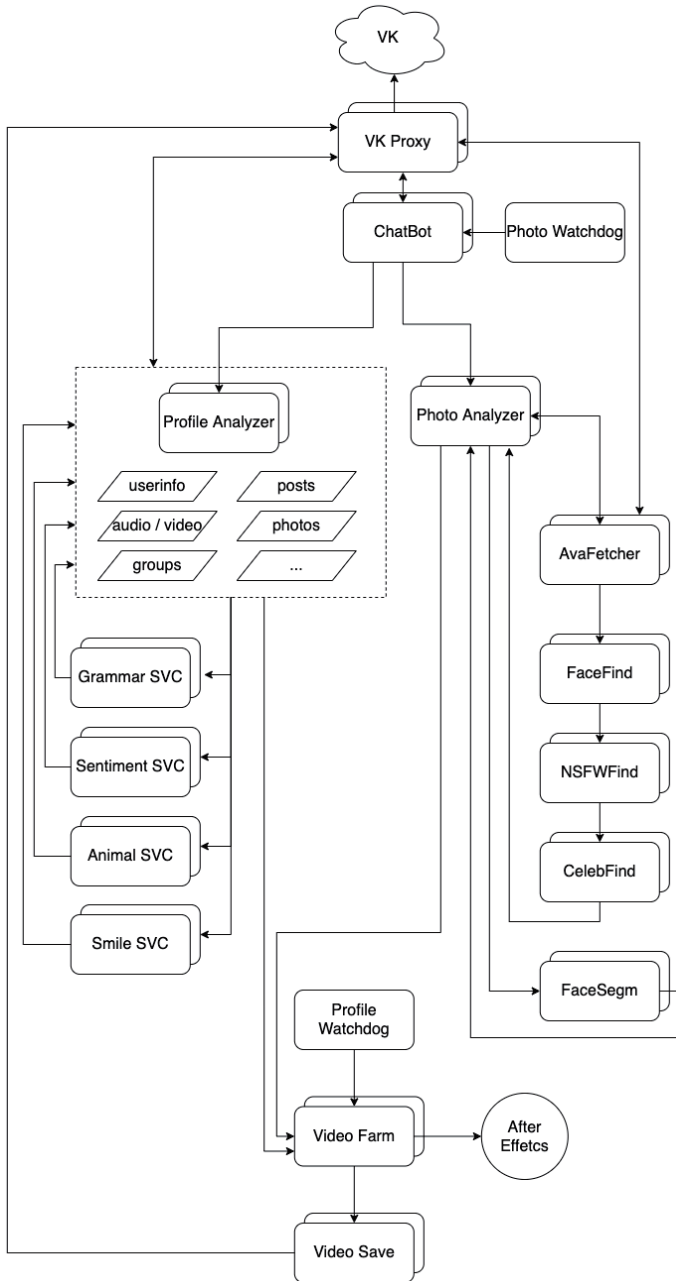 VK
VK Proxy
ChatBot
Photo Watchdog
Profile Analyzer
Photo Analyzer
userinfo
posts
audio / video
photos
groups
...
AvaFetcher
Grammar SVC
FaceFind
Sentiment SVC
NSFWFind
Animal SVC
CelebFind
Smile SVC
FaceSegm
Profile
Watchdog
Video Farm
After
Effetcs
Video Save